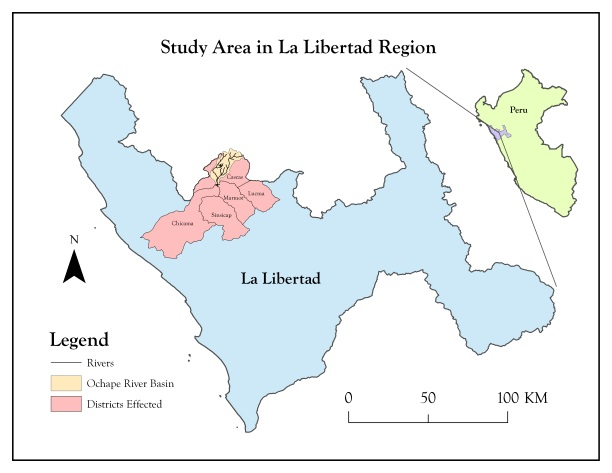 Study Area in La Libertad Region
Peru
Cascas
Lucma
Marmot
Sinsicap
Chicama
N
La Libertad
Legend
Rivers
Ochape River Basin
Districts Effected
0 50 100 KM